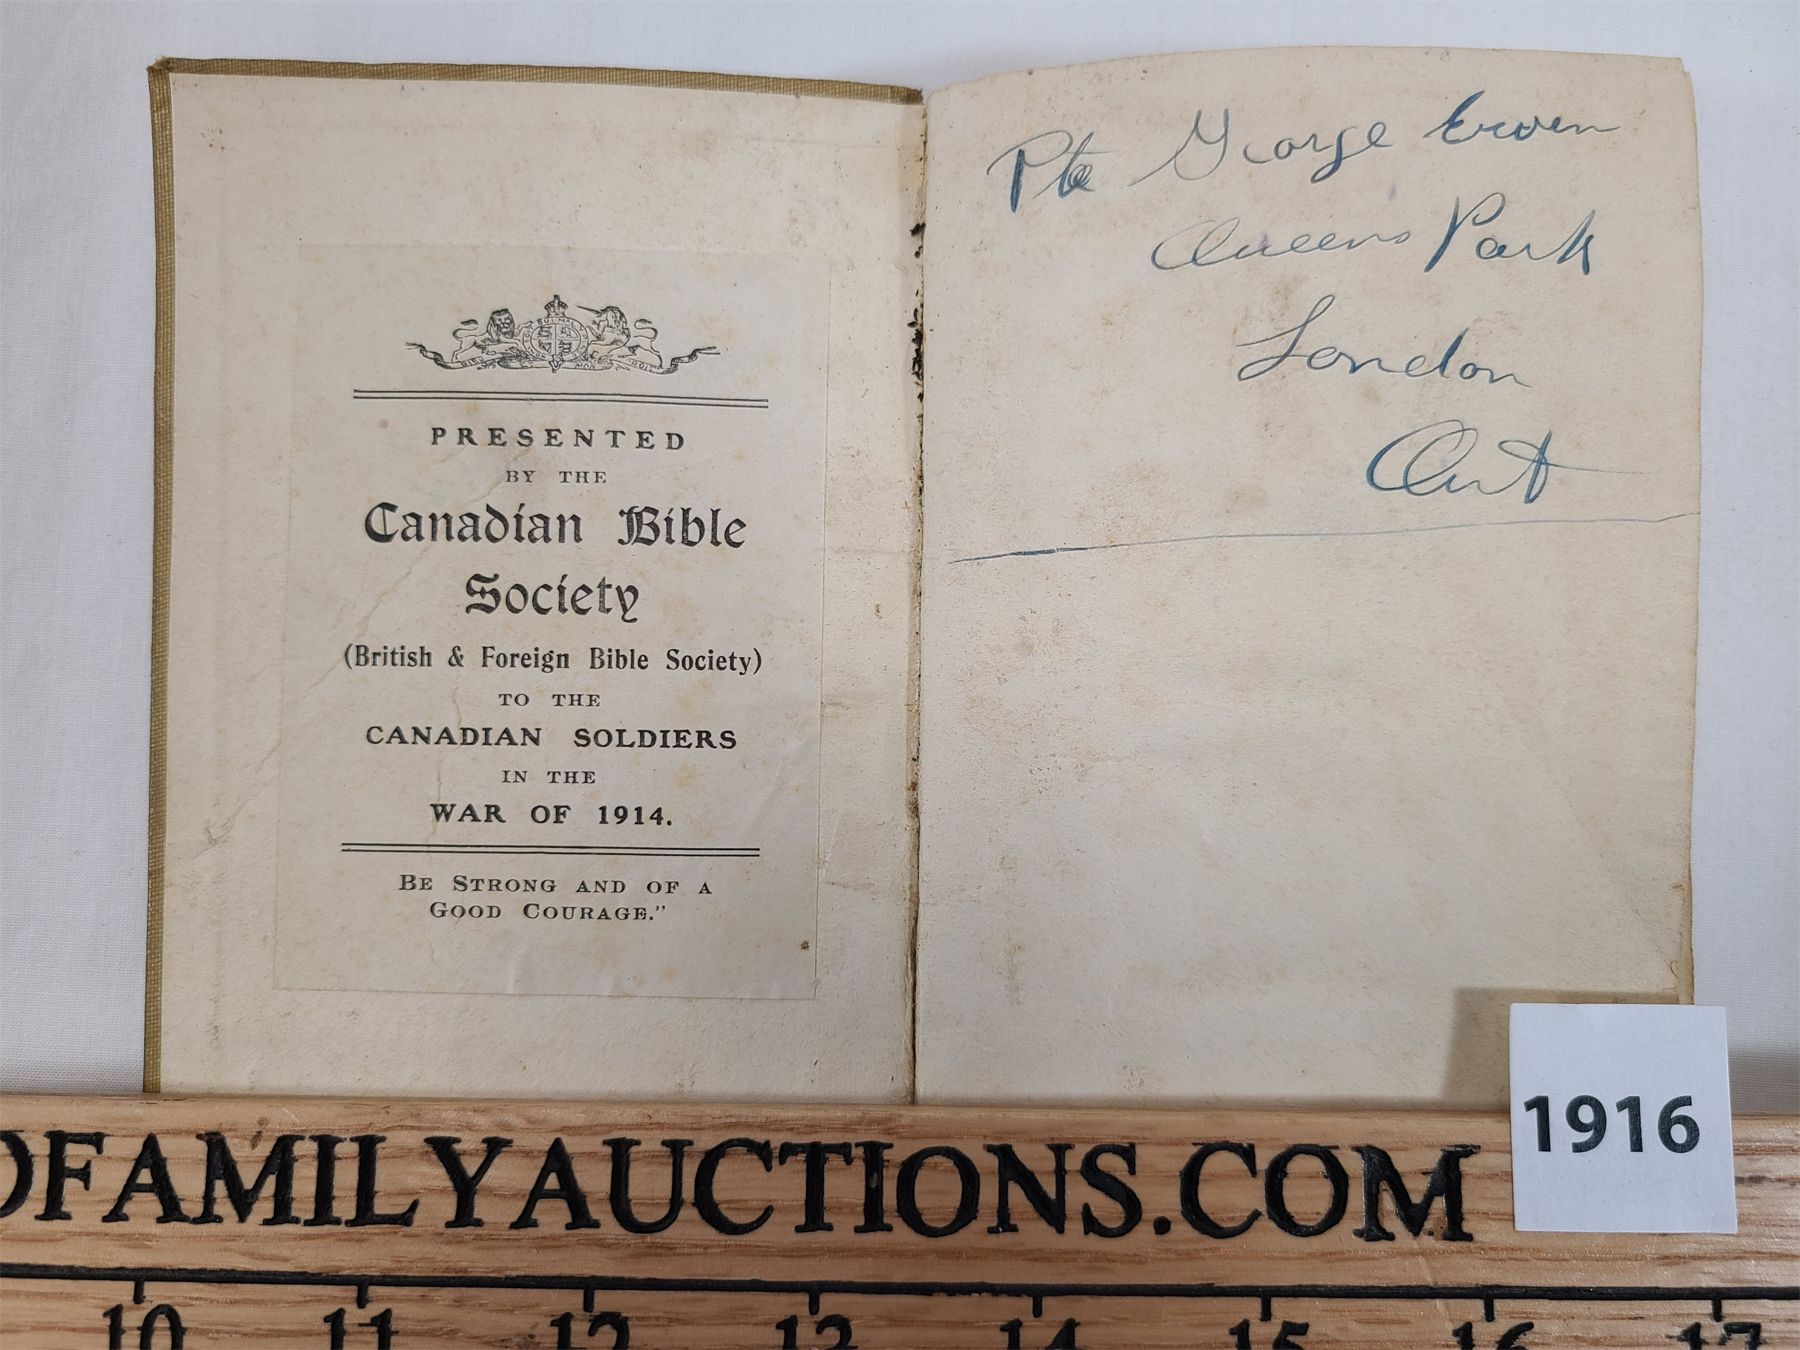 PRESENTED
BY THE
Canadian Bible
Society
(British & Foreign Bible Society)
TO THE
CANADIAN SOLDIERS
IN THE
WAR OF 1914.
BE STRONG AND OF A
GOOD COURAGE."
Pte George
Queens Park
London
Ont
1916
OFAMILYAUCTIONS.COM
10 11 12 13 14 15 16 17